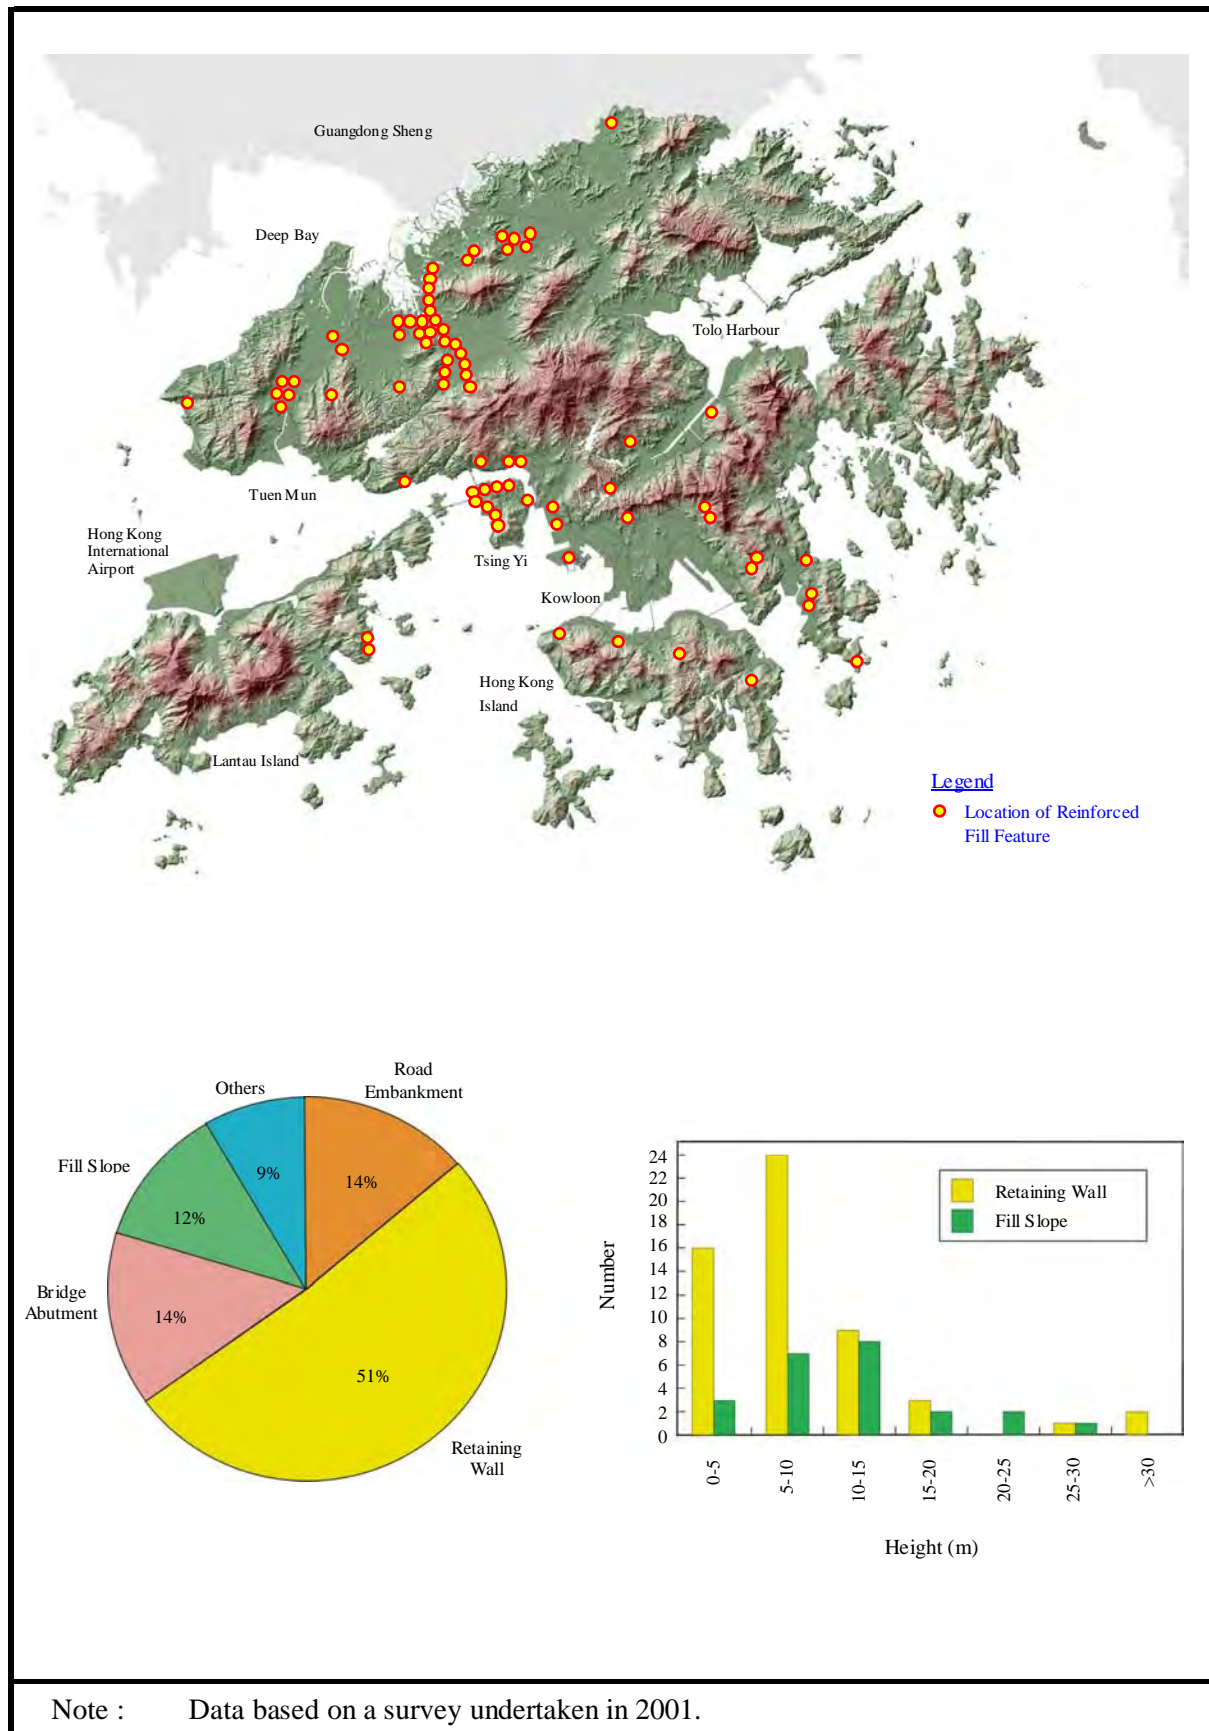 Guangdong Sheng
Deep Bay
Tolo Harbour
Tuen Mun
Hong Kong
International
Airport
Tsing Yi
Kowloon
Hong Kong
Island
Lantau Island
Legend
Location of Reinforced
Fill Feature
Road
Embankment
Others
Fill Slope
9%
14%
12%
Bridge
Abutment
14%
51%
Retaining
Wall
24
22
20
18
16
14
12
10
8
6
4
2
0
Number
Retaining Wall
Fill Slope
0-5
5-10
10-15
15-20
20-25
25-30
>30
Height (m)
Note : Data based on a survey undertaken in 2001.